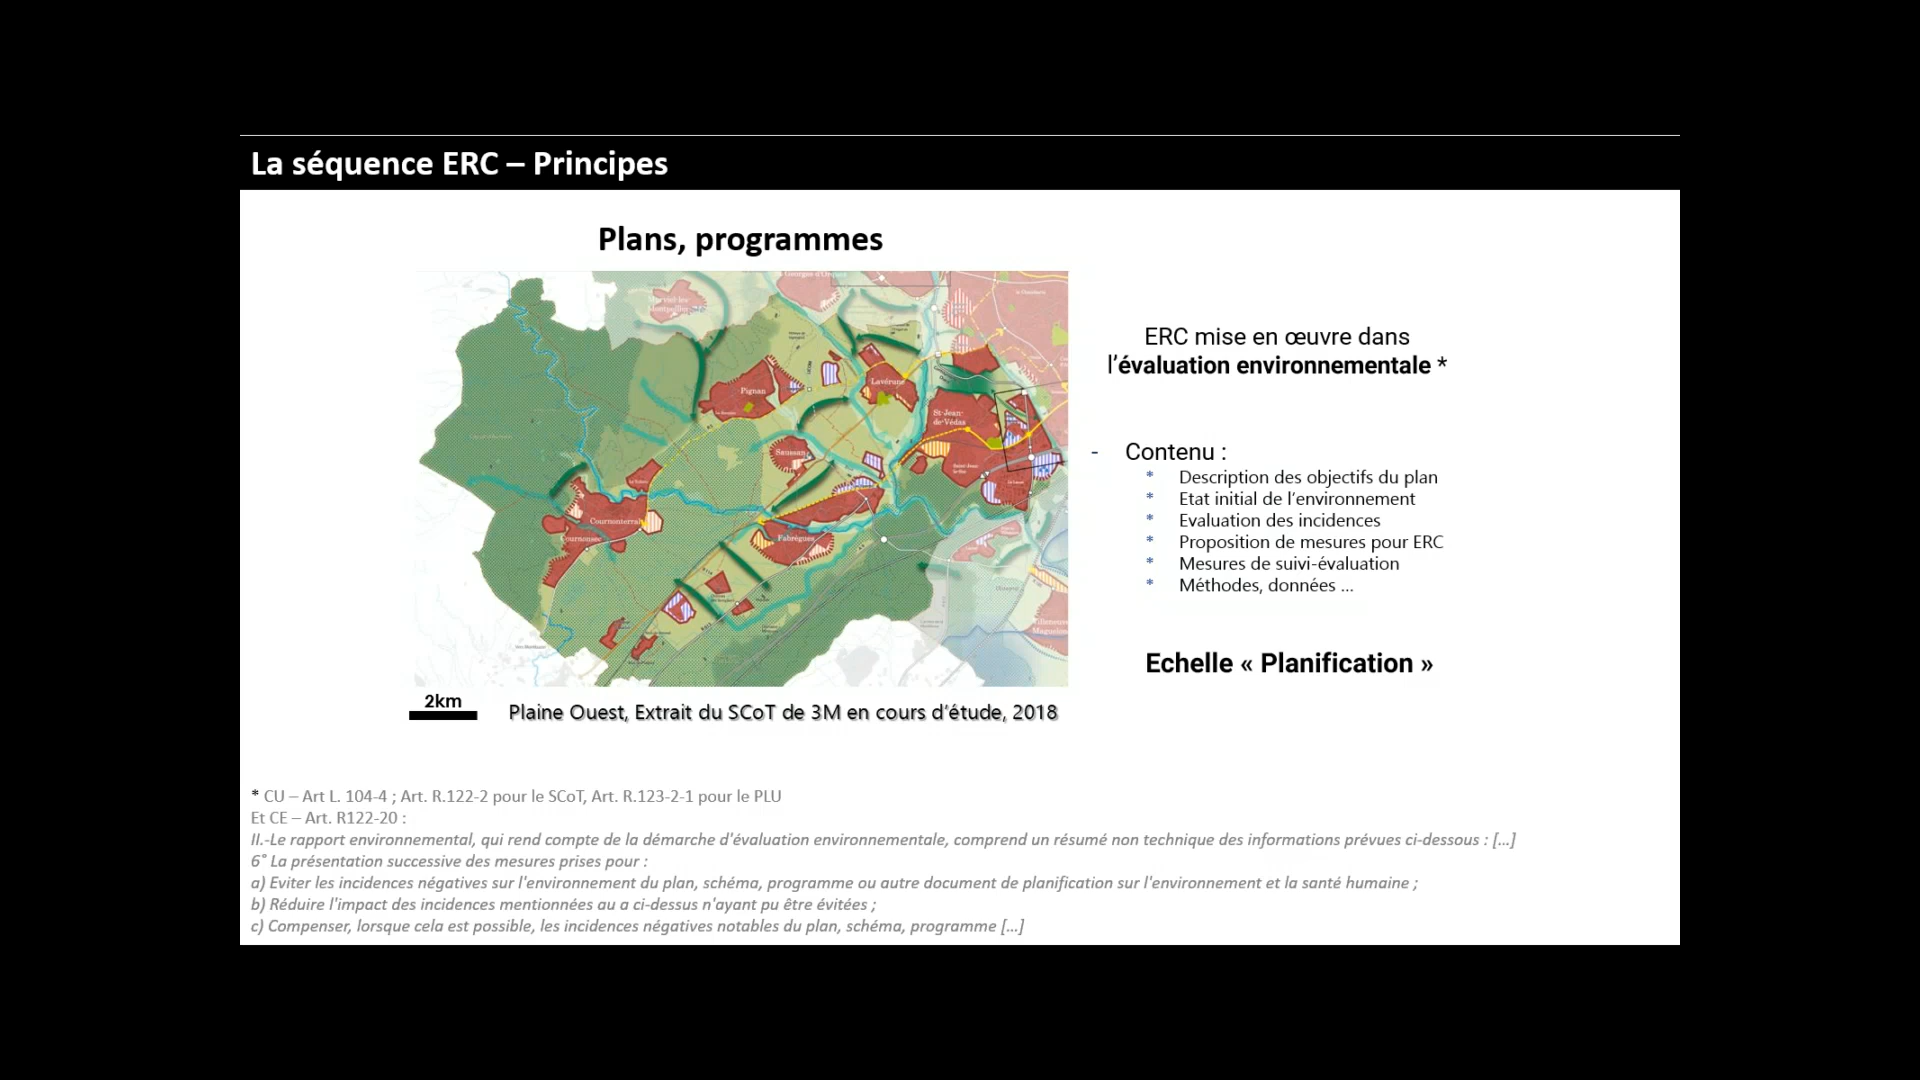 La séquence ERC – Principes
Plans, programmes
St Georges d'Orques
Murviel-les-
Montpellier
Pignan
Lavérune
St-Jean-
de-Védas
Saussan
Cournonterral
Cournonsec
Fabrègues
Villeneuve-
2km
Plaine Ouest, Extrait du SCoT de 3M en cours d'étude, 2018
ERC mise en œuvre dans
l'évaluation environnementale *
- Contenu :
* Description des objectifs du plan
* Etat initial de l'environnement
* Evaluation des incidences
* Proposition de mesures pour ERC
* Mesures de suivi-évaluation
* Méthodes, données ...
Echelle « Planification »
* CU – Art L. 104-4 ; Art. R.122-2 pour le SCoT, Art. R.123-2-1 pour le PLU
Et CE – Art. R122-20 :
II.-Le rapport environnemental, qui rend compte de la démarche d'évaluation environnementale, comprend un résumé non technique des informations prévues ci-dessous : [...]
6° La présentation successive des mesures prises pour :
a) Eviter les incidences négatives sur l'environnement du plan, schéma, programme ou autre document de planification sur l'environnement et la santé humaine ;
b) Réduire l'impact des incidences mentionnées au a ci-dessus n'ayant pu être évitées ;
c) Compenser, lorsque cela est possible, les incidences négatives notables du plan, schéma, programme [...]